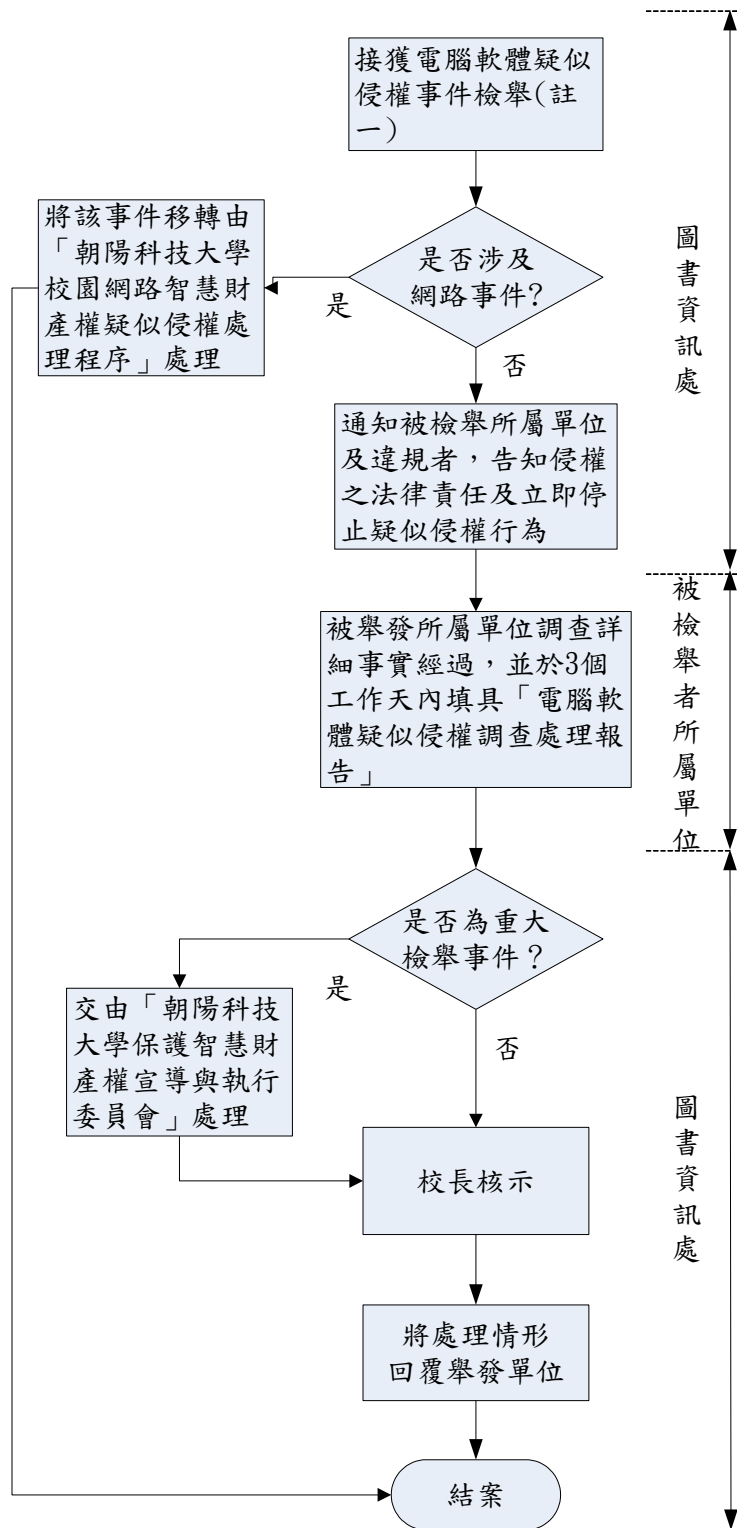 接獲電腦軟體疑似
侵權事件檢舉(註
一)
是否涉及
網路事件?
是
將該事件移轉由
「朝陽科技大學
校園網路智慧財
產權疑似侵權處
理程序」處理
否
通知被檢舉所屬單位
及違規者，告知侵權
之法律責任及立即停
止疑似侵權行為
圖
書
資
訊
處
被舉發所屬單位調查詳
細事實經過，並於3個
工作天內填具「電腦軟
體疑似侵權調查處理報
告」
被
檢
舉
者
所
屬
單
位
是否為重大
檢舉事件?
是
交由「朝陽科技
大學保護智慧財
產權宣導與執行
委員會」處理
否
校長核示
將處理情形
回覆舉發單位
結案
圖
書
資
訊
處